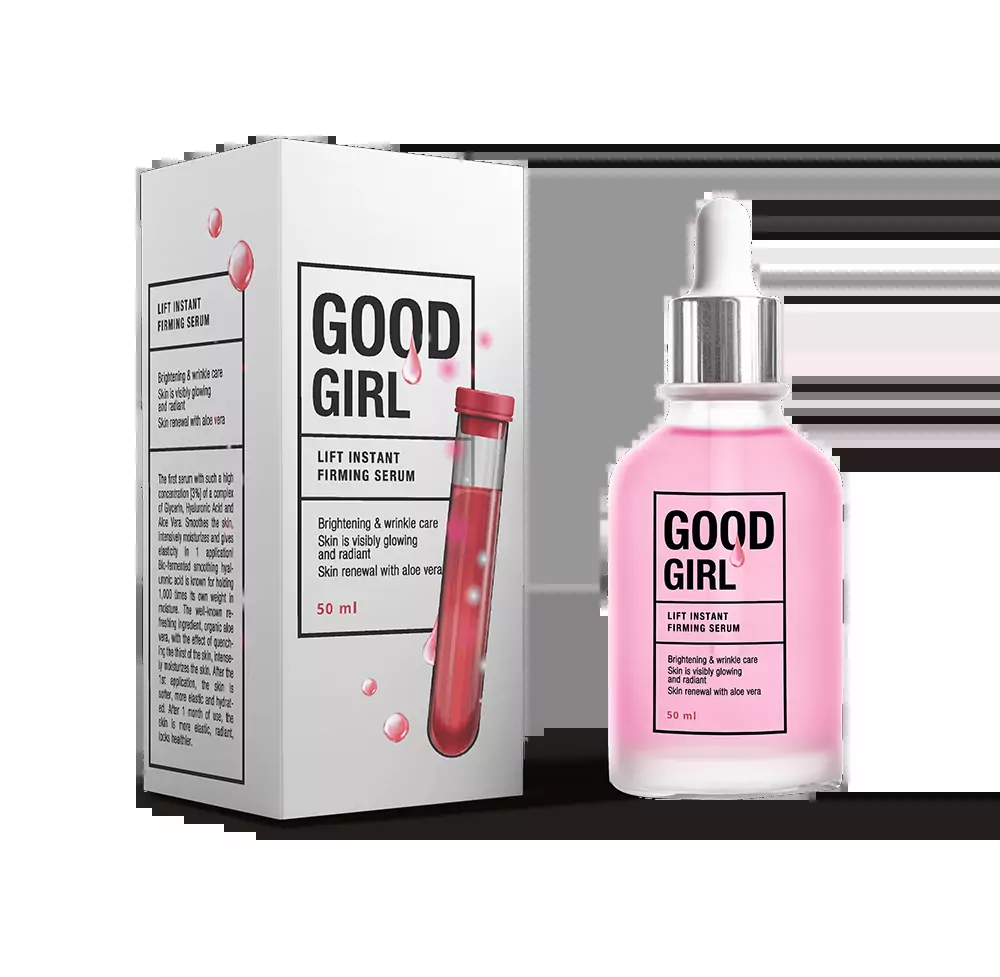 LIFT INSTANT
FIRMING SERUM
Brightening & wrinkle care
Skin is visibly glowing
and radiant
Skin renewal with aloe vera
The first serum with such a high
concentration [3%] of a complex
of Glycerin, Hyaluronic Acid and
Aloe Vera. Smoothes the skin,
intensively moisturizes and gives
elasticity in 1 application!
Bio-fermented smoothing hyal-
uronic acid is known for holding
1,000 times its own weight in
moisture. The well-known re-
freshing ingredient, organic aloe
vera, with the effect of quench-
ing the thirst of the skin, intense-
ly moisturizes the skin. After the
1st application, the skin is
softer, more elastic and hydrat-
ed. After 1 month of use, the
skin is more elastic, radiant,
looks healthier.
GOOD
GIRL
LIFT INSTANT
FIRMING SERUM
Brightening & wrinkle care
Skin is visibly glowing
and radiant
Skin renewal with aloe vera
50 ml
GOOD
GIRL
LIFT INSTANT
FIRMING SERUM
Brightening & wrinkle care
Skin is visibly glowing
and radiant
Skin renewal with aloe vera
50 ml